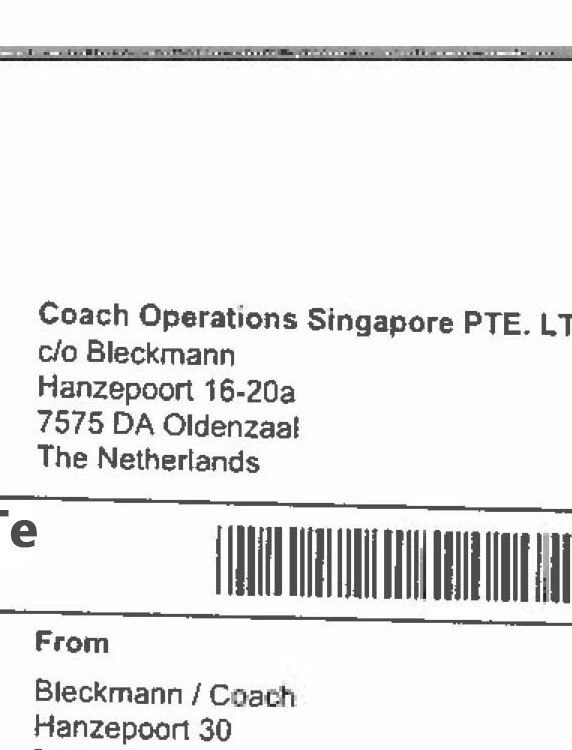 Coach Operations Singapore PTE. LT
c/o Bleckmann
Hanzepoort 16-20a
7575 DA Oldenzaal
The Netherlands
Te
From
Bleckmann / Coach
Hanzepoort 30